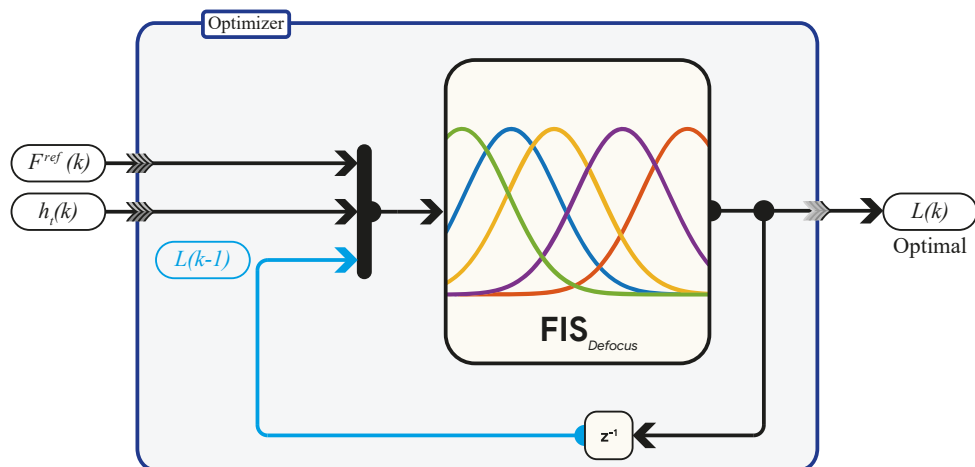 Optimizer
F^ref (k)
h_t(k)
L(k-1)
FIS_Defocus
L(k)
Optimal
z^-1